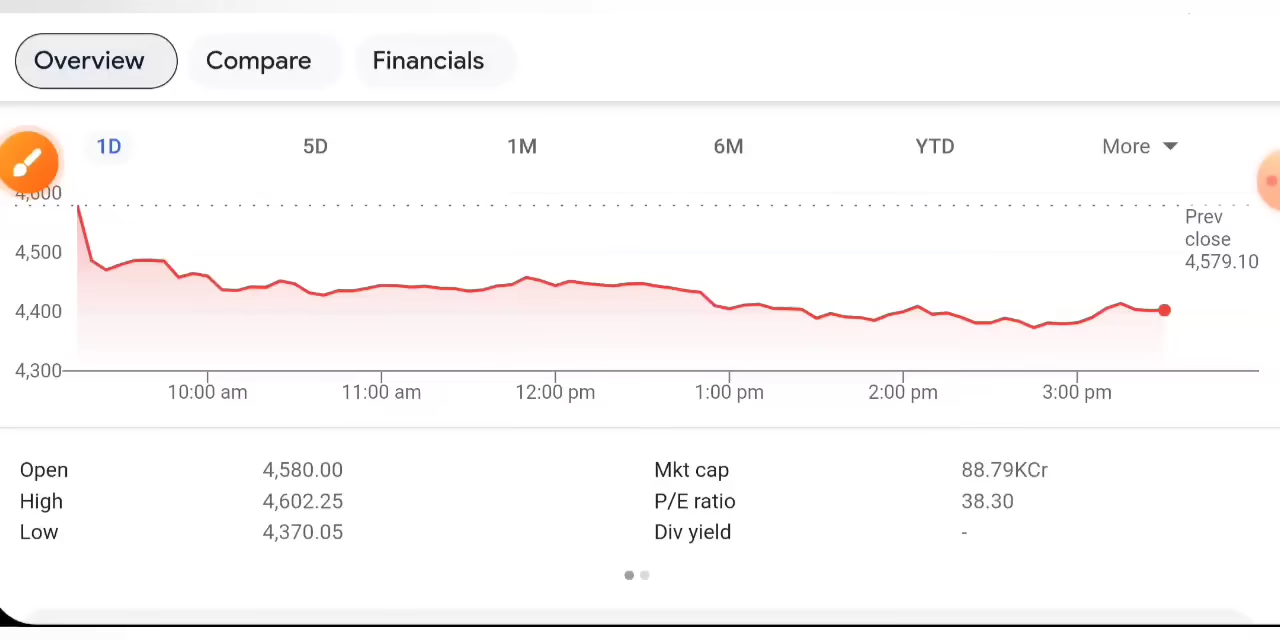 Overview Compare Financials
1D 5D 1M 6M YTD More
4,600
Prev
close
4,579.10
4,500
4,400
4,300
10:00 am 11:00 am 12:00 pm 1:00 pm 2:00 pm 3:00 pm
Open 4,580.00 Mkt cap 88.79KCr
High 4,602.25 P/E ratio 38.30
Low 4,370.05 Div yield -